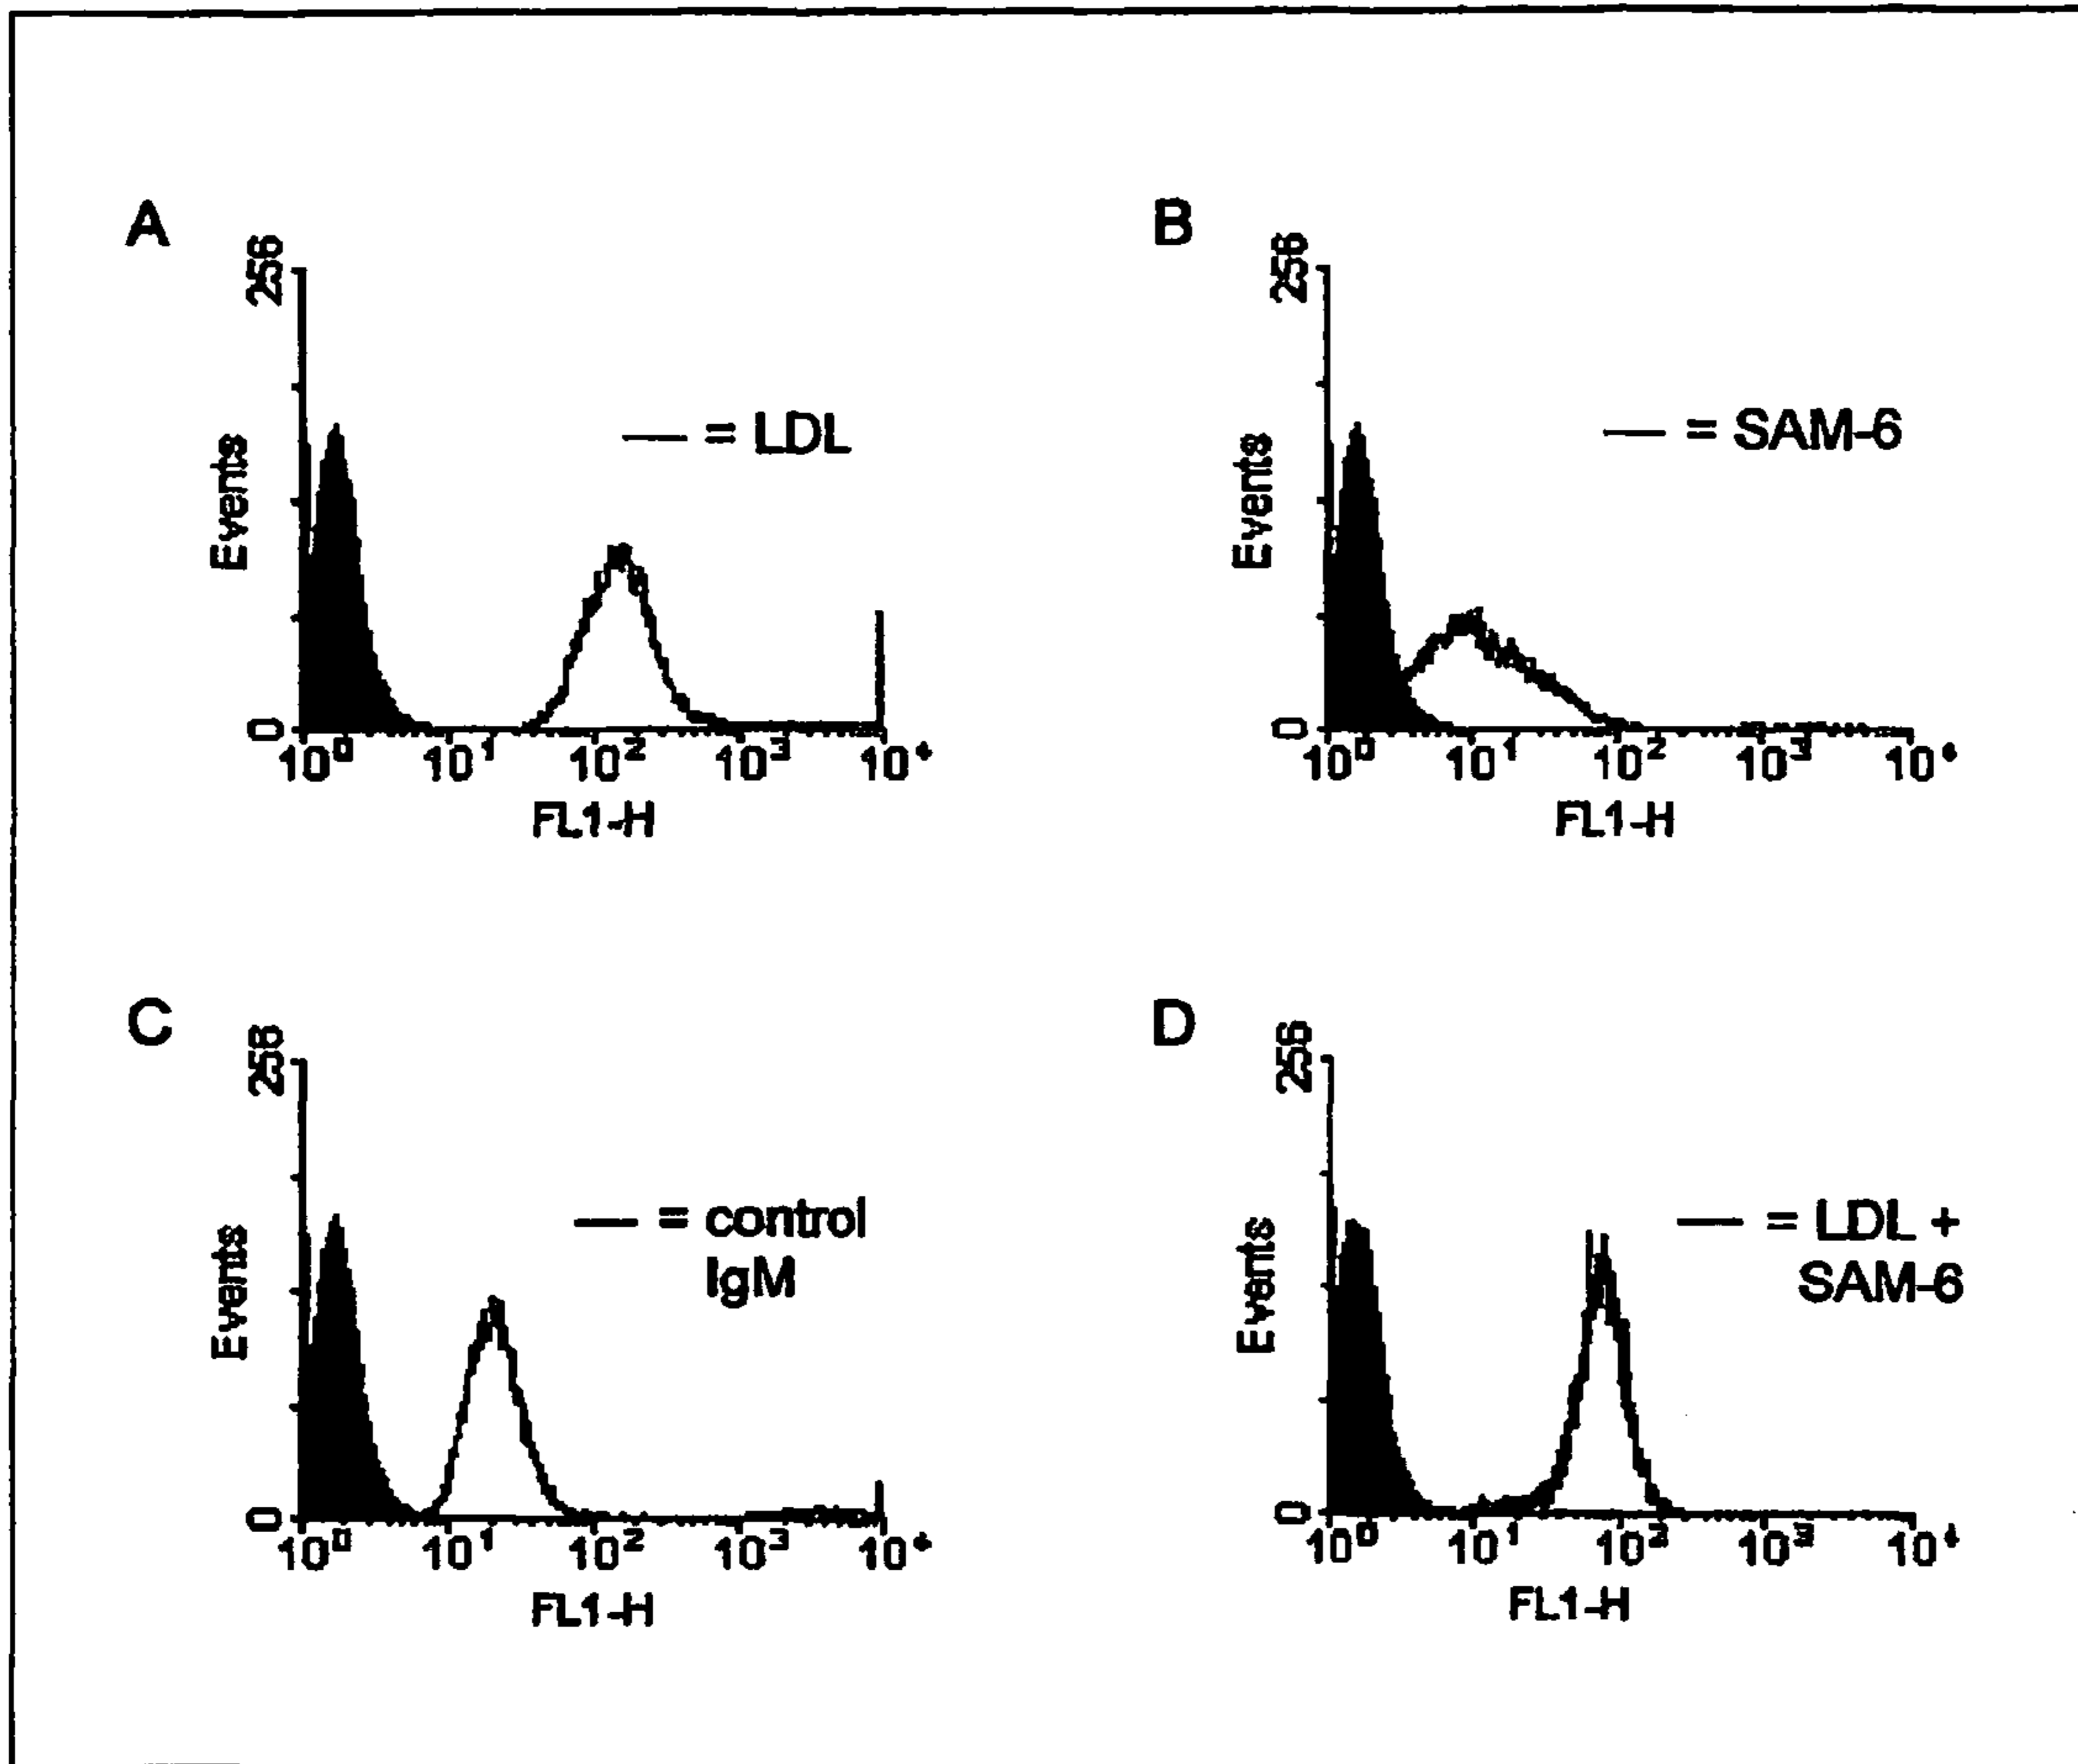 A
256
Events
0
— = LDL
10⁰ 10¹ 10² 10³ 10⁴
FL1-H
B
256
Events
0
— = SAM-6
10⁰ 10¹ 10² 10³ 10⁴
FL1-H
C
256
Events
0
— = control
IgM
10⁰ 10¹ 10² 10³ 10⁴
FL1-H
D
256
Events
0
— = LDL +
SAM-6
10⁰ 10¹ 10² 10³ 10⁴
FL1-H